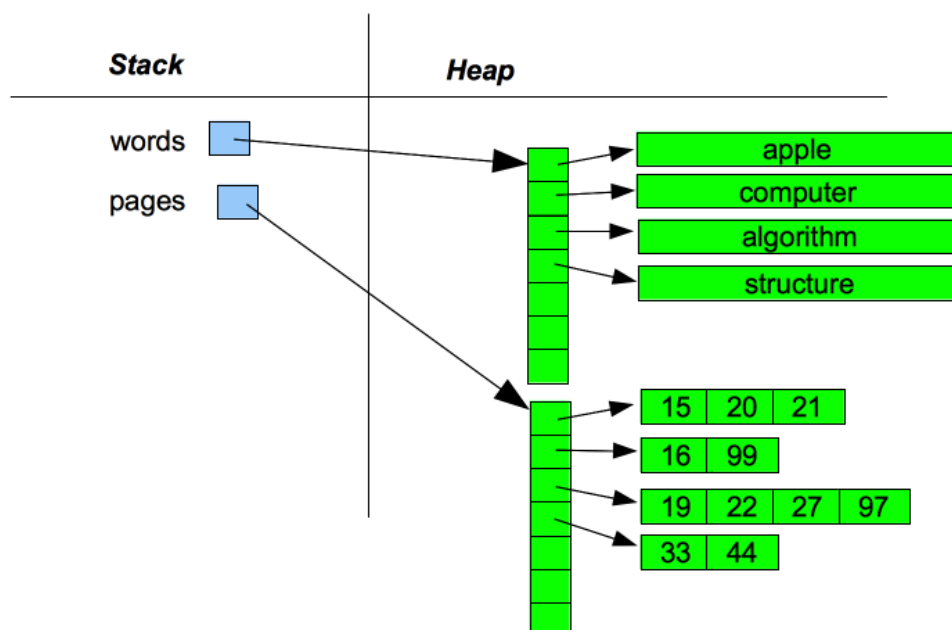 Stack
Heap
words
pages
apple
computer
algorithm
structure
15 20 21
16 99
19 22 27 97
33 44